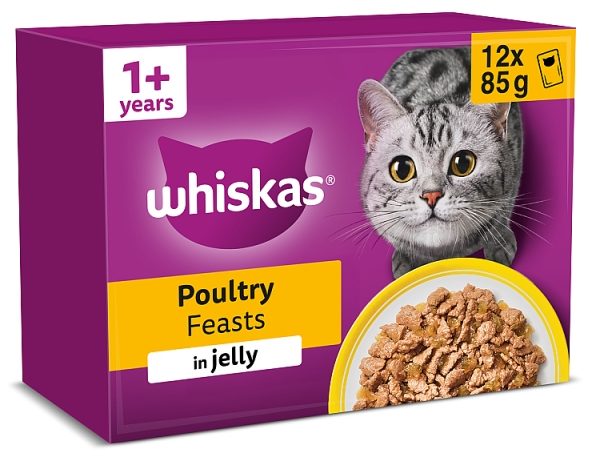 1+
years
12x
85g
whiskas®
Poultry
Feasts
in jelly